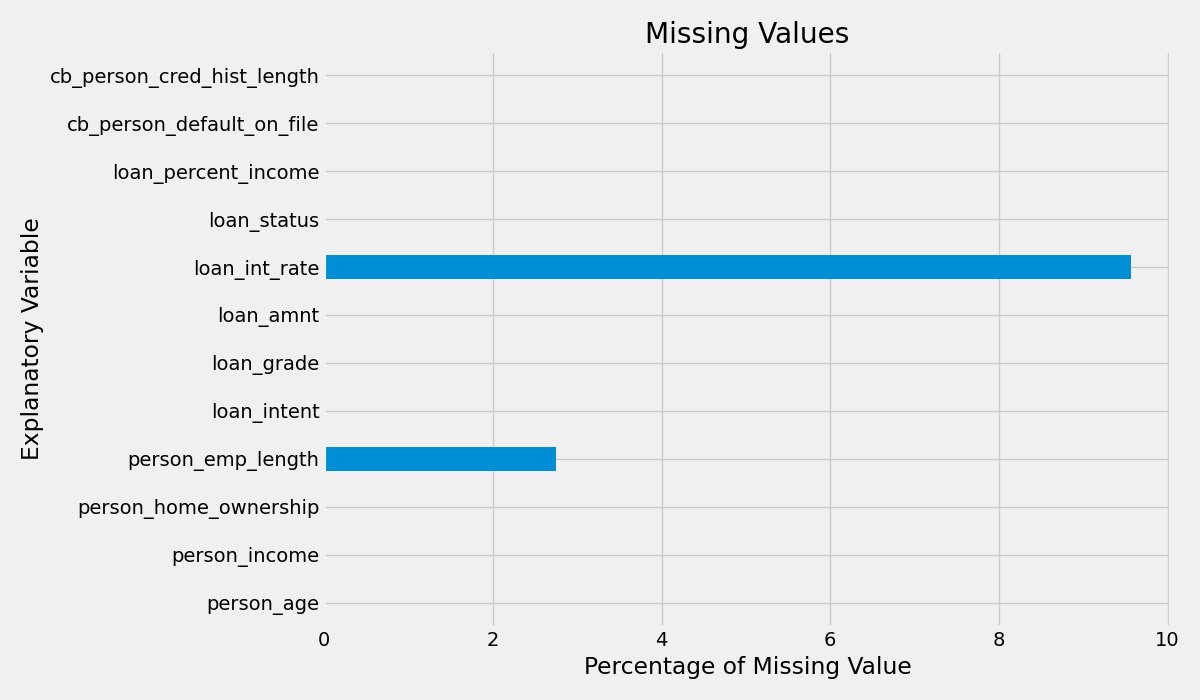 Missing Values
Explanatory Variable
cb_person_cred_hist_length
cb_person_default_on_file
loan_percent_income
loan_status
loan_int_rate
loan_amnt
loan_grade
loan_intent
person_emp_length
person_home_ownership
person_income
person_age
0 2 4 6 8 10
Percentage of Missing Value